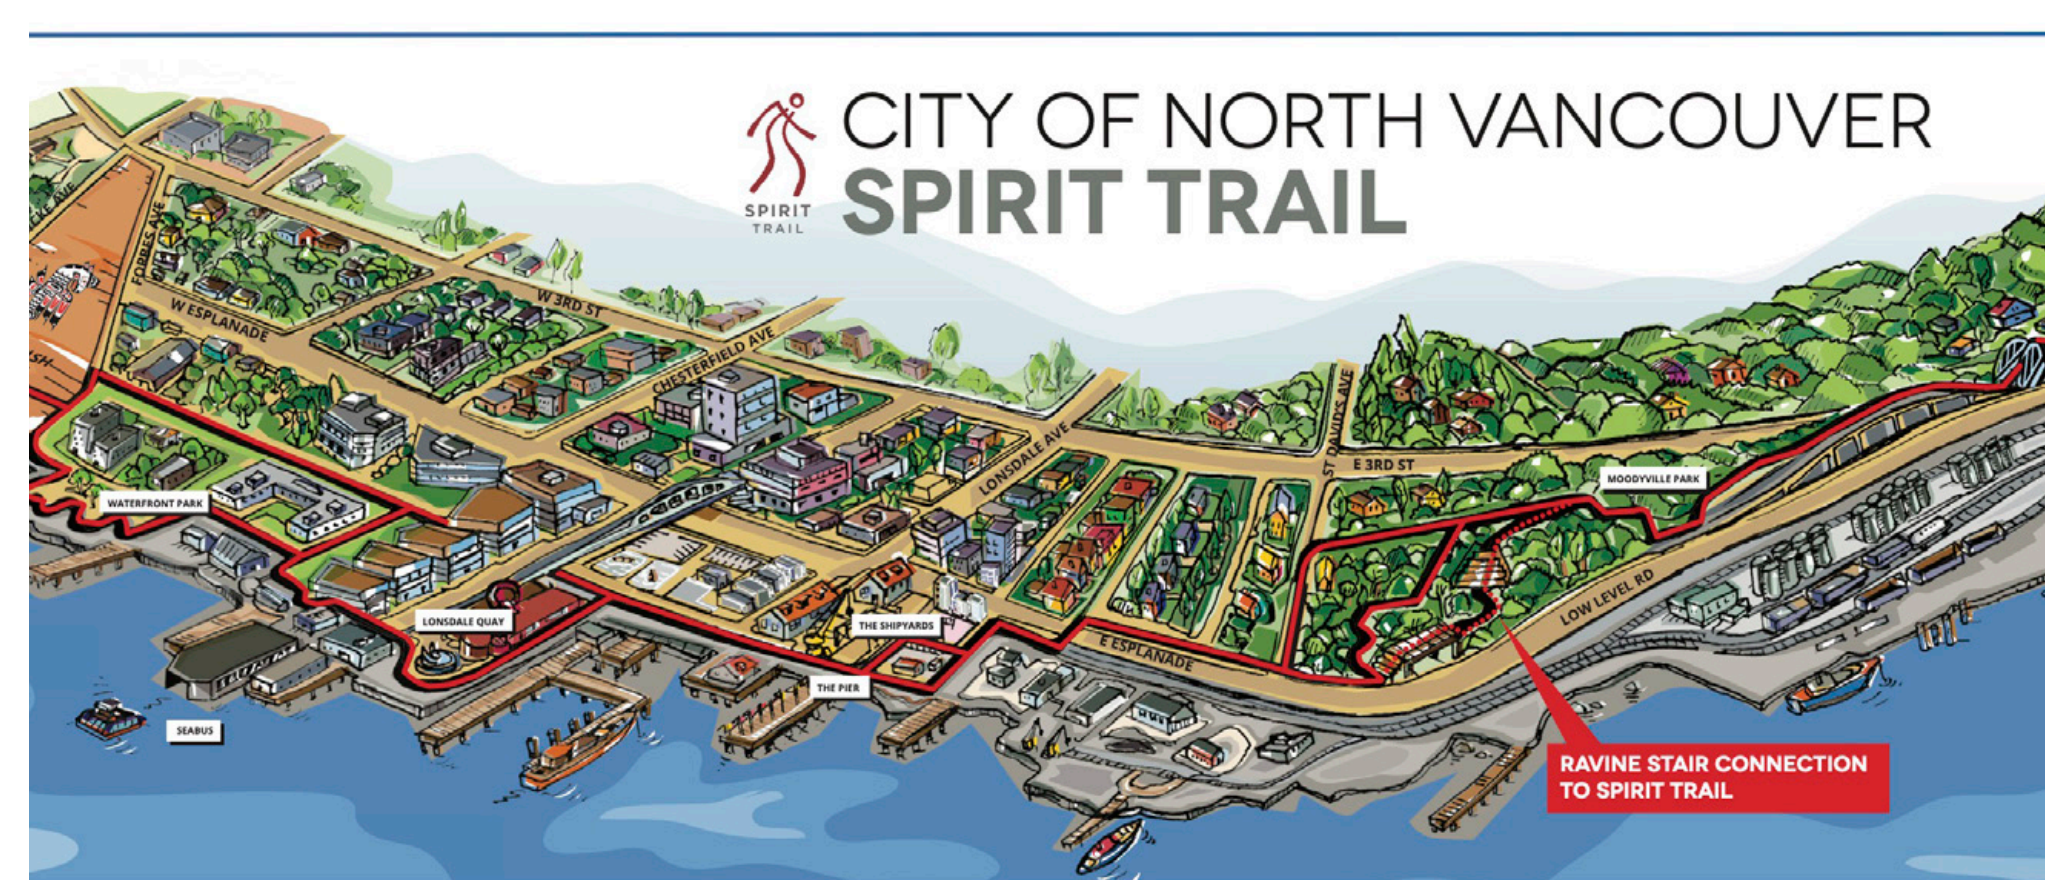 CITY OF NORTH VANCOUVER
SPIRIT TRAIL
SPIRIT
TRAIL
FORBES AVE
W ESPLANADE
W 3RD ST
CHESTERFIELD AVE
LONSDALE AVE
ST DAVIDS AVE
E 3RD ST
MOODYVILLE PARK
WATERFRONT PARK
LONSDALE QUAY
THE SHIPYARDS
E ESPLANADE
LOW LEVEL RD
THE PIER
SEABUS
RAVINE STAIR CONNECTION
TO SPIRIT TRAIL